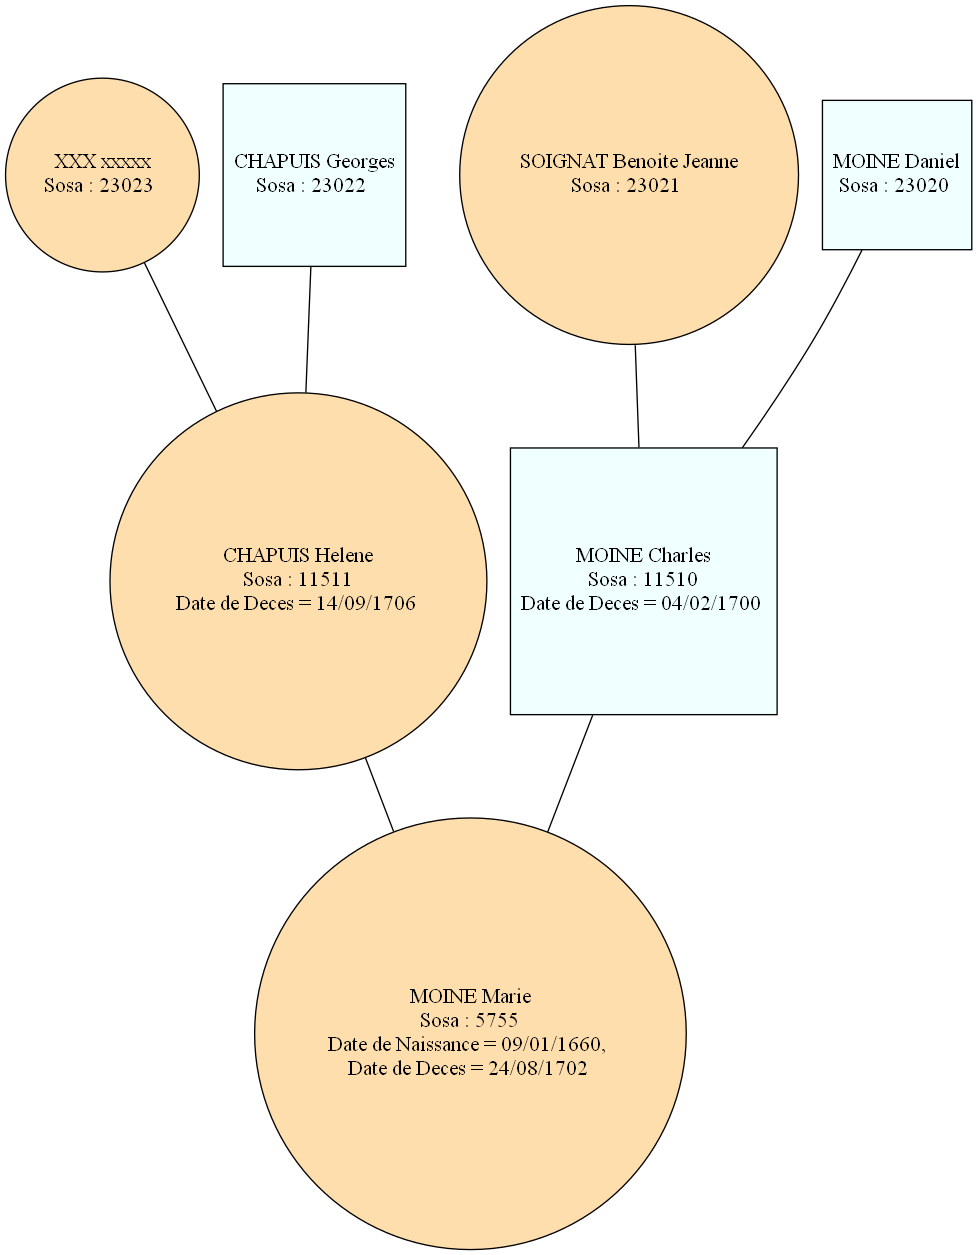 XXX xxxxx
Sosa : 23023
CHAPUIS Georges
Sosa : 23022
SOIGNAT Benoite Jeanne
Sosa : 23021
MOINE Daniel
Sosa : 23020
CHAPUIS Helene
Sosa : 11511
Date de Deces = 14/09/1706
MOINE Charles
Sosa : 11510
Date de Deces = 04/02/1700
MOINE Marie
Sosa : 5755
Date de Naissance = 09/01/1660,
Date de Deces = 24/08/1702